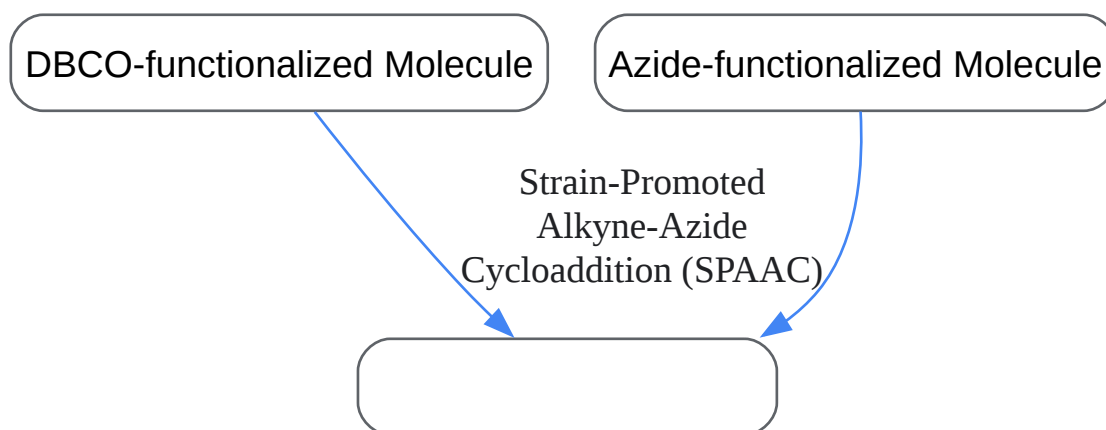 DBCO-functionalized Molecule
Azide-functionalized Molecule
Strain-Promoted
Alkyne-Azide
Cycloaddition (SPAAC)